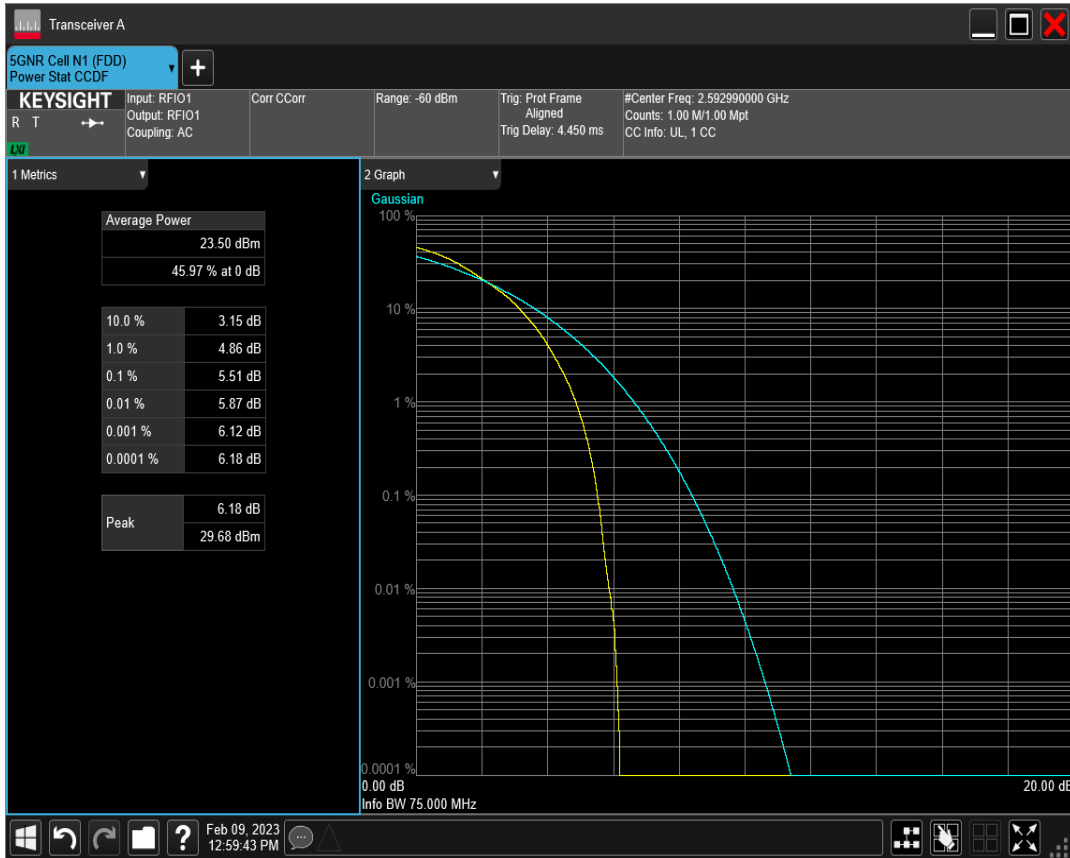 Transceiver A
5GNR Cell N1 (FDD)
Power Stat CCDF
KEYSIGHT
R T
LXI
Input: RFIO1
Output: RFIO1
Coupling: AC
Corr CCorr
Range: -60 dBm
Trig: Prot Frame
Aligned
Trig Delay: 4.450 ms
#Center Freq: 2.592990000 GHz
Counts: 1.00 M/1.00 Mpt
CC Info: UL, 1 CC
1 Metrics
Average Power
23.50 dBm
45.97 % at 0 dB
10.0 % 3.15 dB
1.0 % 4.86 dB
0.1 % 5.51 dB
0.01 % 5.87 dB
0.001 % 6.12 dB
0.0001 % 6.18 dB
Peak
6.18 dB
29.68 dBm
2 Graph
Gaussian
100 %
10 %
1 %
0.1 %
0.01 %
0.001 %
0.0001 %
0.00 dB
20.00 dB
Info BW 75.000 MHz
?
Feb 09, 2023
12:59:43 PM